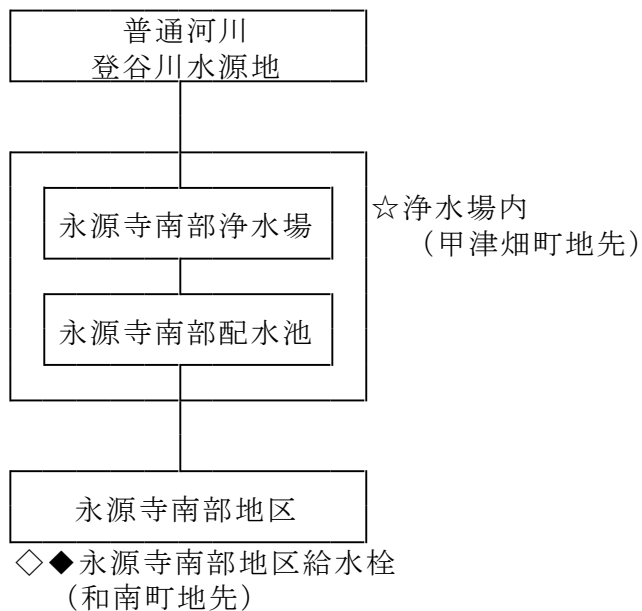 普通河川
登谷川水源地
永源寺南部浄水場
☆浄水場内
（甲津畑町地先）
永源寺南部配水池
永源寺南部地区
◇◆永源寺南部地区給水栓
（和南町地先）